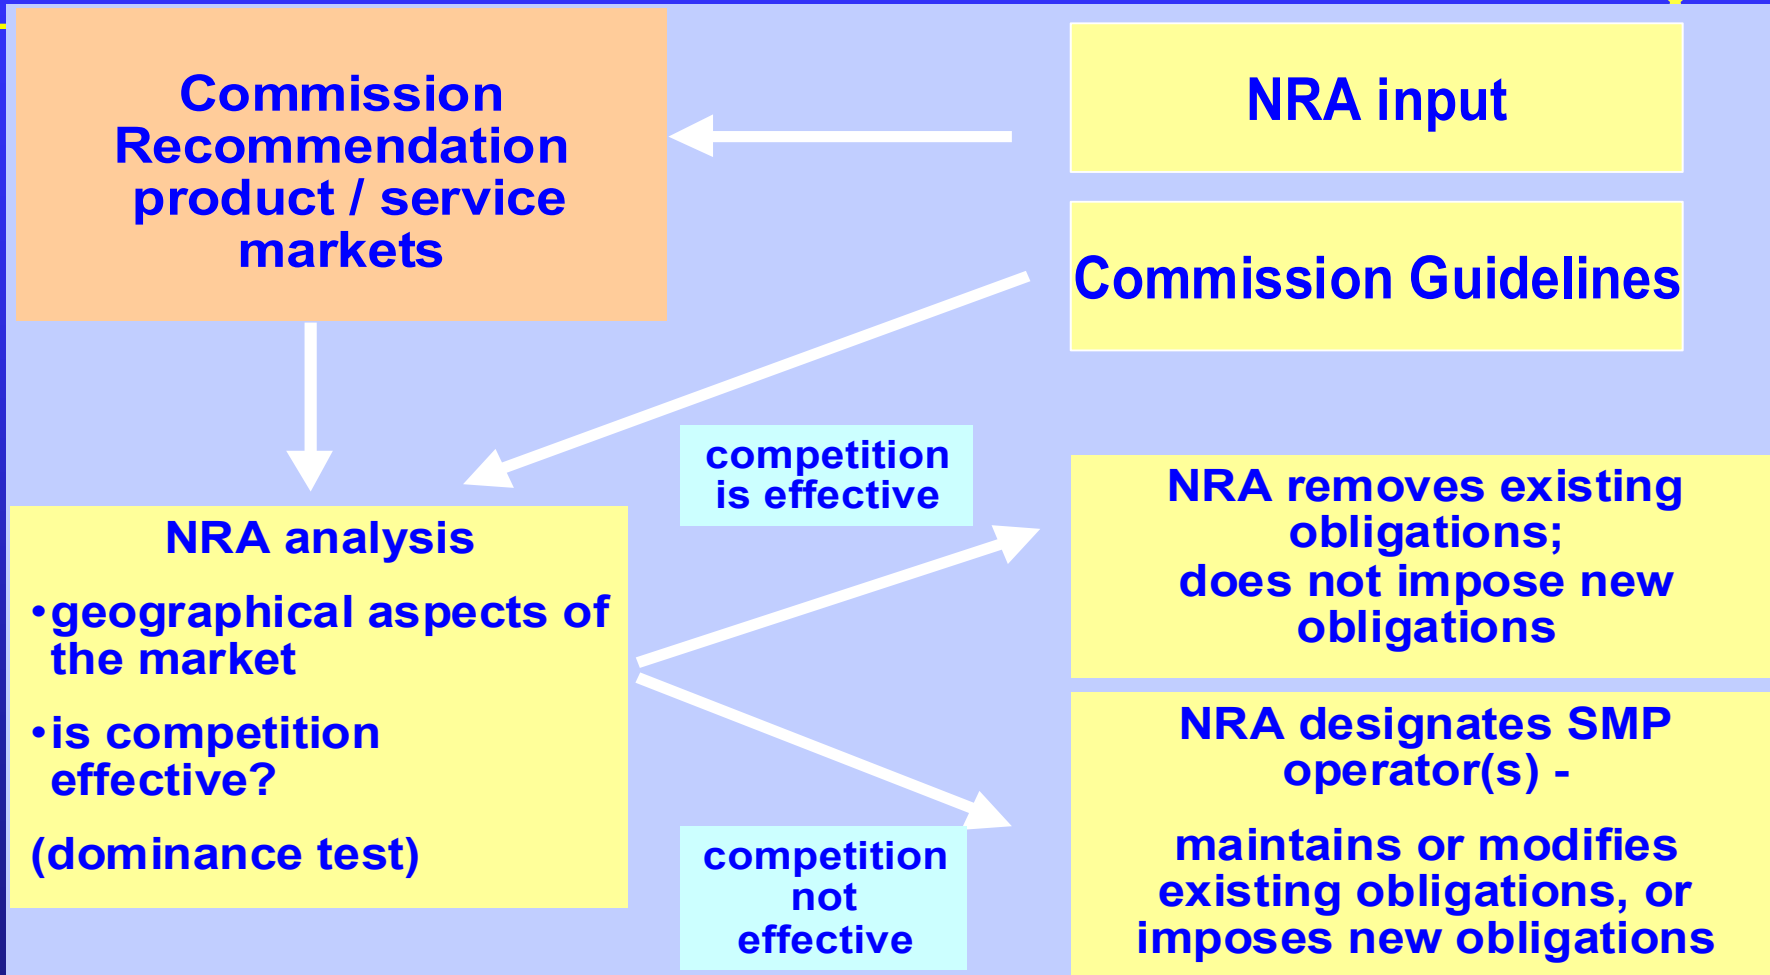 Commission
Recommendation
product / service
markets
NRA input
Commission Guidelines
competition
is effective
NRA analysis
•geographical aspects of
the market
•is competition
effective?
(dominance test)
NRA removes existing
obligations;
does not impose new
obligations
competition
not
effective
NRA designates SMP
operator(s) -
maintains or modifies
existing obligations, or
imposes new obligations